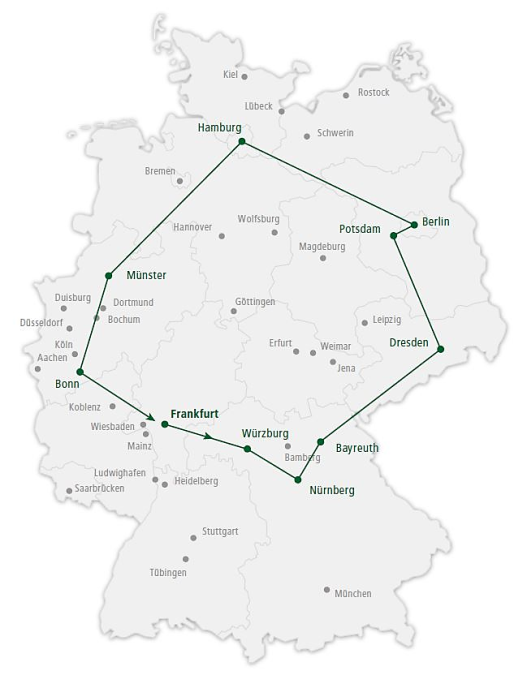 Kiel
Rostock
Lübeck
Hamburg
Schwerin
Bremen
Wolfsburg
Berlin
Hannover
Potsdam
Magdeburg
Münster
Duisburg
Dortmund
Göttingen
Düsseldorf
Bochum
Leipzig
Köln
Erfurt
Weimar
Dresden
Aachen
Jena
Bonn
Koblenz
Frankfurt
Wiesbaden
Würzburg
Mainz
Bayreuth
Bamberg
Ludwighafen
Heidelberg
Saarbrücken
Nürnberg
Stuttgart
Tübingen
München